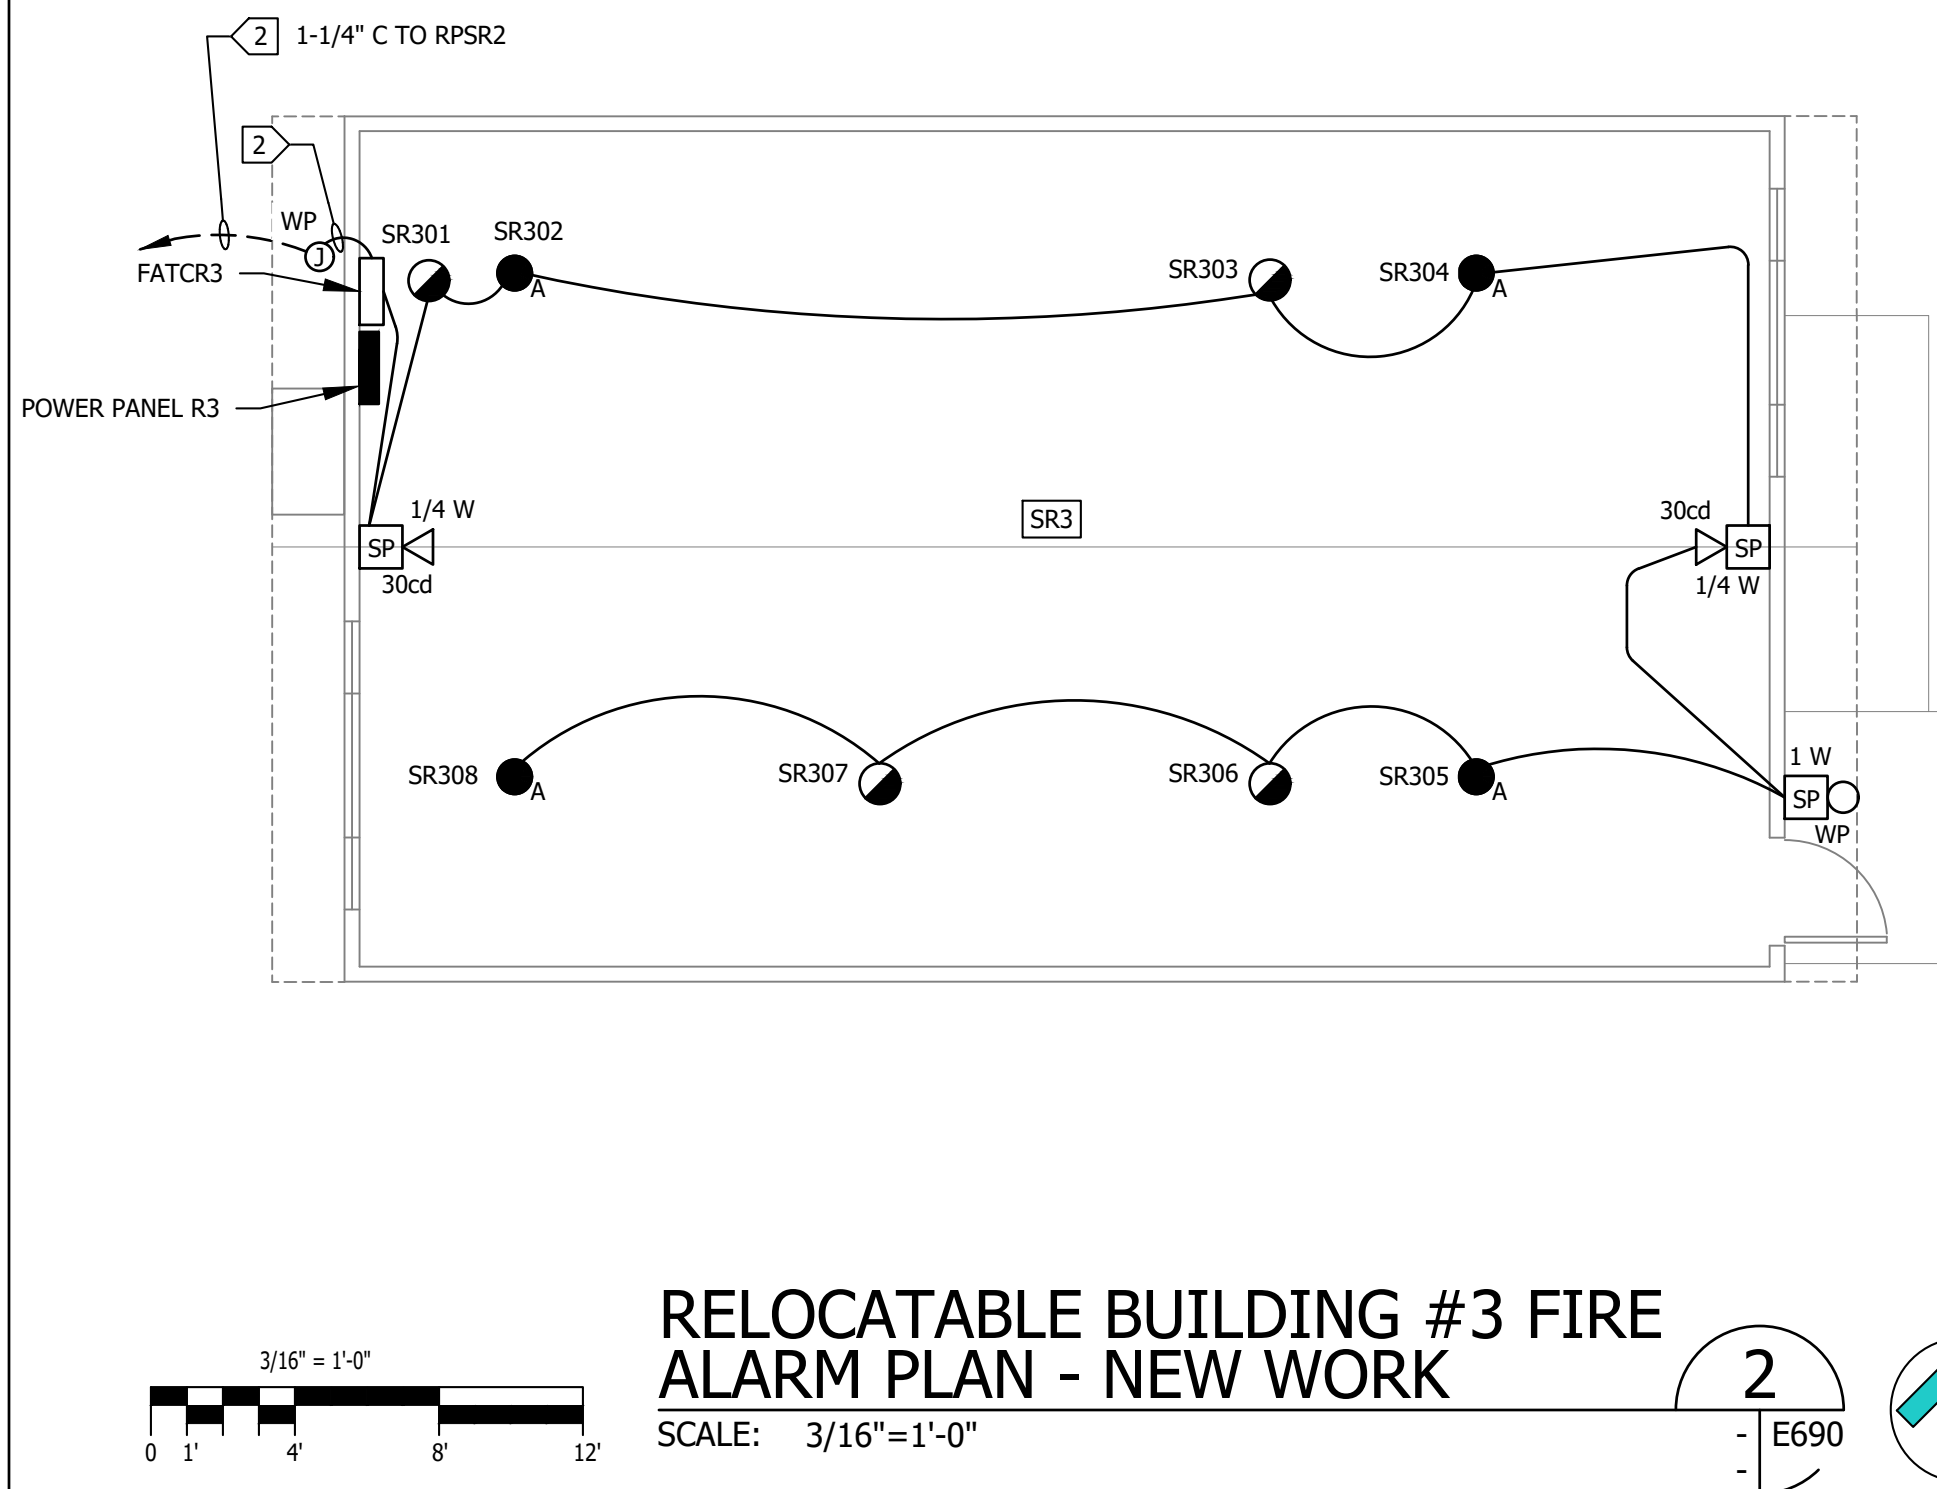 2 1-1/4" C TO RPSR2
2
WP
J
SR301
SR302
A
SR303
SR304
A
FATCR3
POWER PANEL R3
1/4 W
SP
30cd
SR3
30cd
SP
1/4 W
SR308
A
SR307
SR306
SR305
A
1 W
SP
WP
RELOCATABLE BUILDING #3 FIRE
ALARM PLAN - NEW WORK
SCALE: 3/16"=1'-0"
2
- E690
-
3/16" = 1'-0"
0 1' 4' 8' 12'